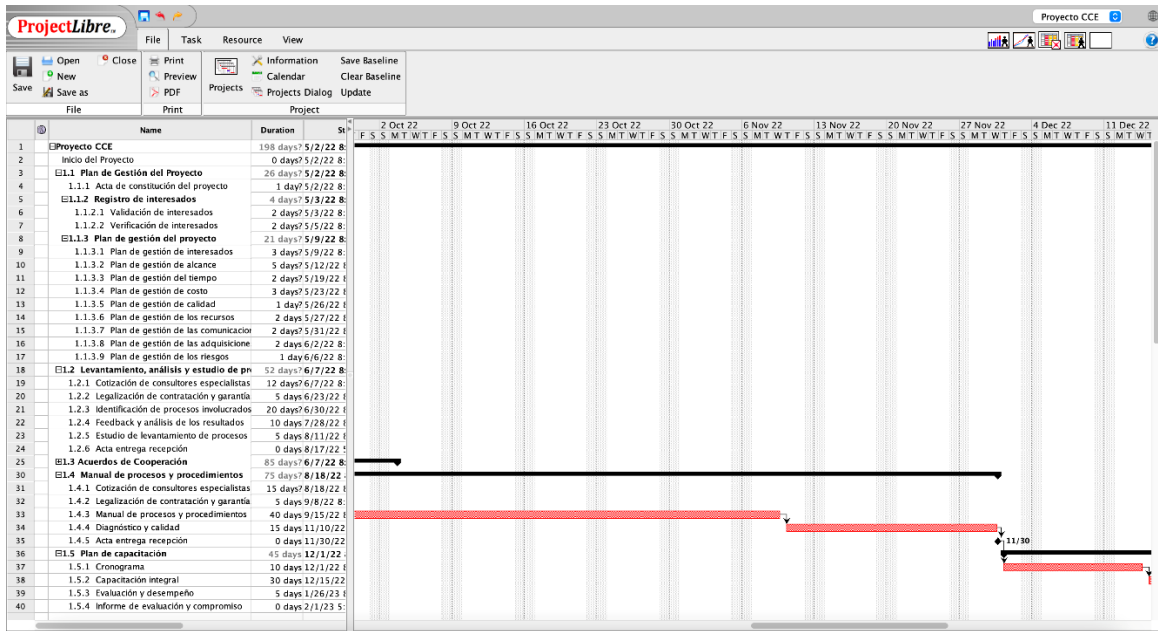 ProjectLibre
Proyecto CCE
File Task Resource View
Open Close Print Information Save Baseline
New Preview Calendar Clear Baseline
Save Save as PDF Projects Projects Dialog Update
File Print Project
Name Duration St
2 Oct 22 9 Oct 22 16 Oct 22 23 Oct 22 30 Oct 22 6 Nov 22 13 Nov 22 20 Nov 22 27 Nov 22 4 Dec 22 11 Dec 22
F S S M T W T F S S M T W T F S S M T W T F S S M T W T F S S M T W T F S S M T W T F S S M T W T F S S M T W T F S S M T W T F S S M T W T F S S M T W T
1 Proyecto CCE 198 days? 5/2/22 8:
2 Inicio del Proyecto 0 days? 5/2/22 8:
3 1.1 Plan de Gestión del Proyecto 26 days? 5/2/22 8:
4 1.1.1 Acta de constitución del proyecto 1 day? 5/2/22 8:
5 1.1.2 Registro de interesados 4 days? 5/3/22 8:
6 1.1.2.1 Validación de interesados 2 days? 5/3/22 8:
7 1.1.2.2 Verificación de interesados 2 days? 5/5/22 8:
8 1.1.3 Plan de gestión del proyecto 21 days? 5/9/22 8:
9 1.1.3.1 Plan de gestión de interesados 3 days? 5/9/22 8:
10 1.1.3.2 Plan de gestión de alcance 5 days? 5/12/22
11 1.1.3.3 Plan de gestión del tiempo 2 days? 5/19/22
12 1.1.3.4 Plan de gestión de costo 3 days? 5/23/22
13 1.1.3.5 Plan de gestión de calidad 1 day? 5/26/22
14 1.1.3.6 Plan de gestión de los recursos 2 days 5/27/22
15 1.1.3.7 Plan de gestión de las comunicacior 2 days? 5/31/22
16 1.1.3.8 Plan de gestión de las adquisicione 2 days 6/2/22 8:
17 1.1.3.9 Plan de gestión de los riesgos 1 day 6/6/22 8:
18 1.2 Levantamiento, análisis y estudio de pr 52 days? 6/7/22 8:
19 1.2.1 Cotización de consultores especialistas 12 days? 6/7/22 8:
20 1.2.2 Legalización de contratación y garantía 5 days 6/23/22
21 1.2.3 Identificación de procesos involucrados 20 days? 6/30/22
22 1.2.4 Feedback y análisis de los resultados 10 days 7/28/22
23 1.2.5 Estudio de levantamiento de procesos 5 days 8/11/22
24 1.2.6 Acta entrega recepción 0 days 8/17/22
25 1.3 Acuerdos de Cooperación 85 days? 6/7/22 8:
30 1.4 Manual de procesos y procedimientos 75 days? 8/18/22
31 1.4.1 Cotización de consultores especialistas 15 days? 8/18/22
32 1.4.2 Legalización de contratación y garantía 5 days 9/8/22 8:
33 1.4.3 Manual de procesos y procedimientos 40 days 9/15/22
34 1.4.4 Diagnóstico y calidad 15 days 11/10/22
35 1.4.5 Acta entrega recepción 0 days 11/30/22 11/30
36 1.5 Plan de capacitación 45 days 12/1/22
37 1.5.1 Cronograma 10 days 12/1/22
38 1.5.2 Capacitación integral 30 days 12/15/22
39 1.5.3 Evaluación y desempeño 5 days 1/26/23
40 1.5.4 Informe de evaluación y compromiso 0 days 2/1/23 5: